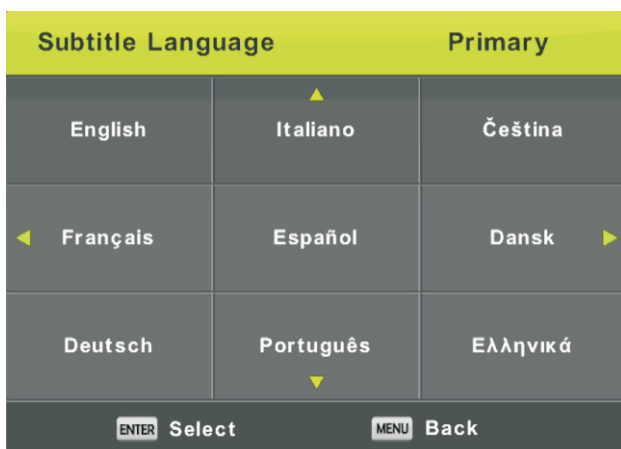 Subtitle Language Primary
English Italiano Čeština
Français Español Dansk
Deutsch Português Ελληνικά
ENTER Select MENU Back